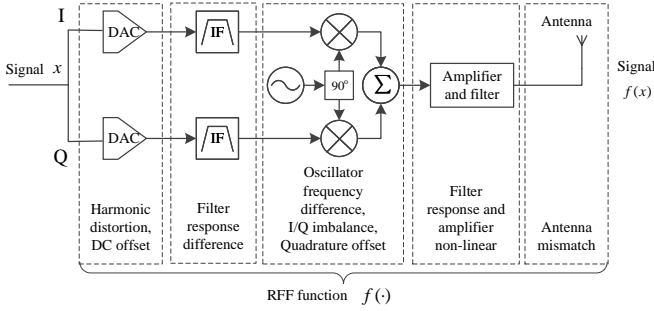 I
DAC
IF
Signal x
90°
Σ
Amplifier
and filter
Antenna
Signal
f(x)
Q
DAC
IF
Harmonic
distortion,
DC offset
Filter
response
difference
Oscillator
frequency
difference,
I/Q imbalance,
Quadrature offset
Filter
response and
amplifier
non-linear
Antenna
mismatch
RFF function f(·)